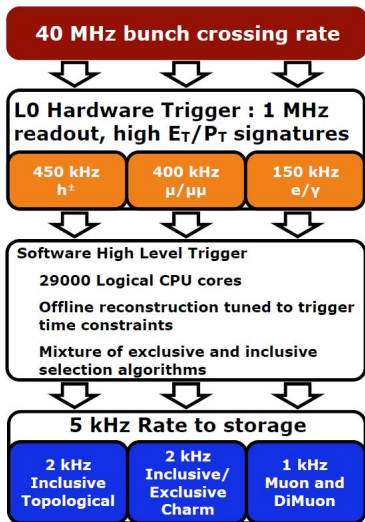 40 MHz bunch crossing rate
L0 Hardware Trigger : 1 MHz
readout, high E_T/P_T signatures
450 kHz
h±
400 kHz
μ/μμ
150 kHz
e/γ
Software High Level Trigger
29000 Logical CPU cores
Offline reconstruction tuned to trigger
time constraints
Mixture of exclusive and inclusive
selection algorithms
5 kHz Rate to storage
2 kHz
Inclusive
Topological
2 kHz
Inclusive/
Exclusive
Charm
1 kHz
Muon and
DiMuon